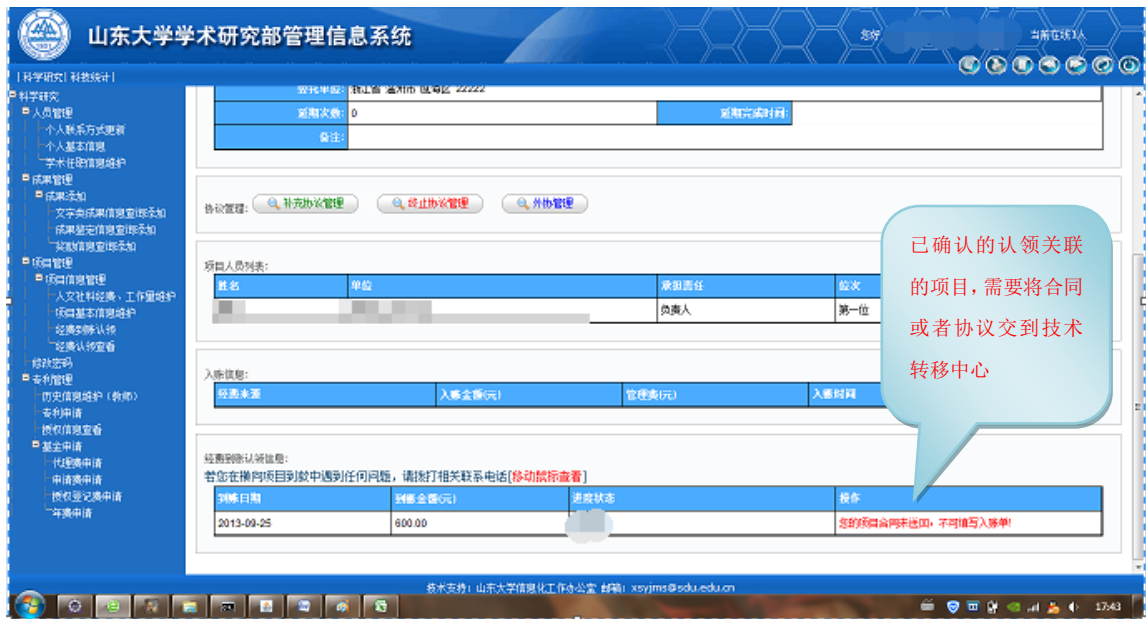 山东大学学术研究部管理信息系统
您好
当前在线1人
|科学研究| 科技统计|
科学研究
人员管理
个人联系方式更新
个人基本信息
学术任职信息维护
成果管理
成果添加
文字类成果信息查询添加
成果鉴定信息查询添加
奖励信息查询添加
项目管理
项目信息管理
人文社科经费、工作量维护
项目基本信息维护
经费到账认领
经费认领查看
修改密码
专利管理
历史信息维护（教师）
专利申请
授权信息查看
基金申请
代理费申请
申请费申请
授权登记费申请
年费申请
委托单位: 浙江省 温州市 瓯海区 22222
延期次数: 0 延期完成时间:
备注:
协议管理: 补充协议管理 终止协议管理 外协管理
项目人员列表:
姓名 单位 承担责任 位次
负责人 第一位
入账信息:
经费来源 入账金额(元) 管理费(元) 入账时间
经费到账认领信息:
若您在横向项目到款中遇到任何问题，请拨打相关联系电话[移动鼠标查看]
到账日期 到账金额(元) 进度状态 操作
2013-09-25 600.00 您的项目合同未送回，不可填写入账单!
已确认的认领关联
的项目，需要将合同
或者协议交到技术
转移中心
技术支持：山东大学信息化工作办公室 邮箱：xsyjms@sdu.edu.cn
17:43